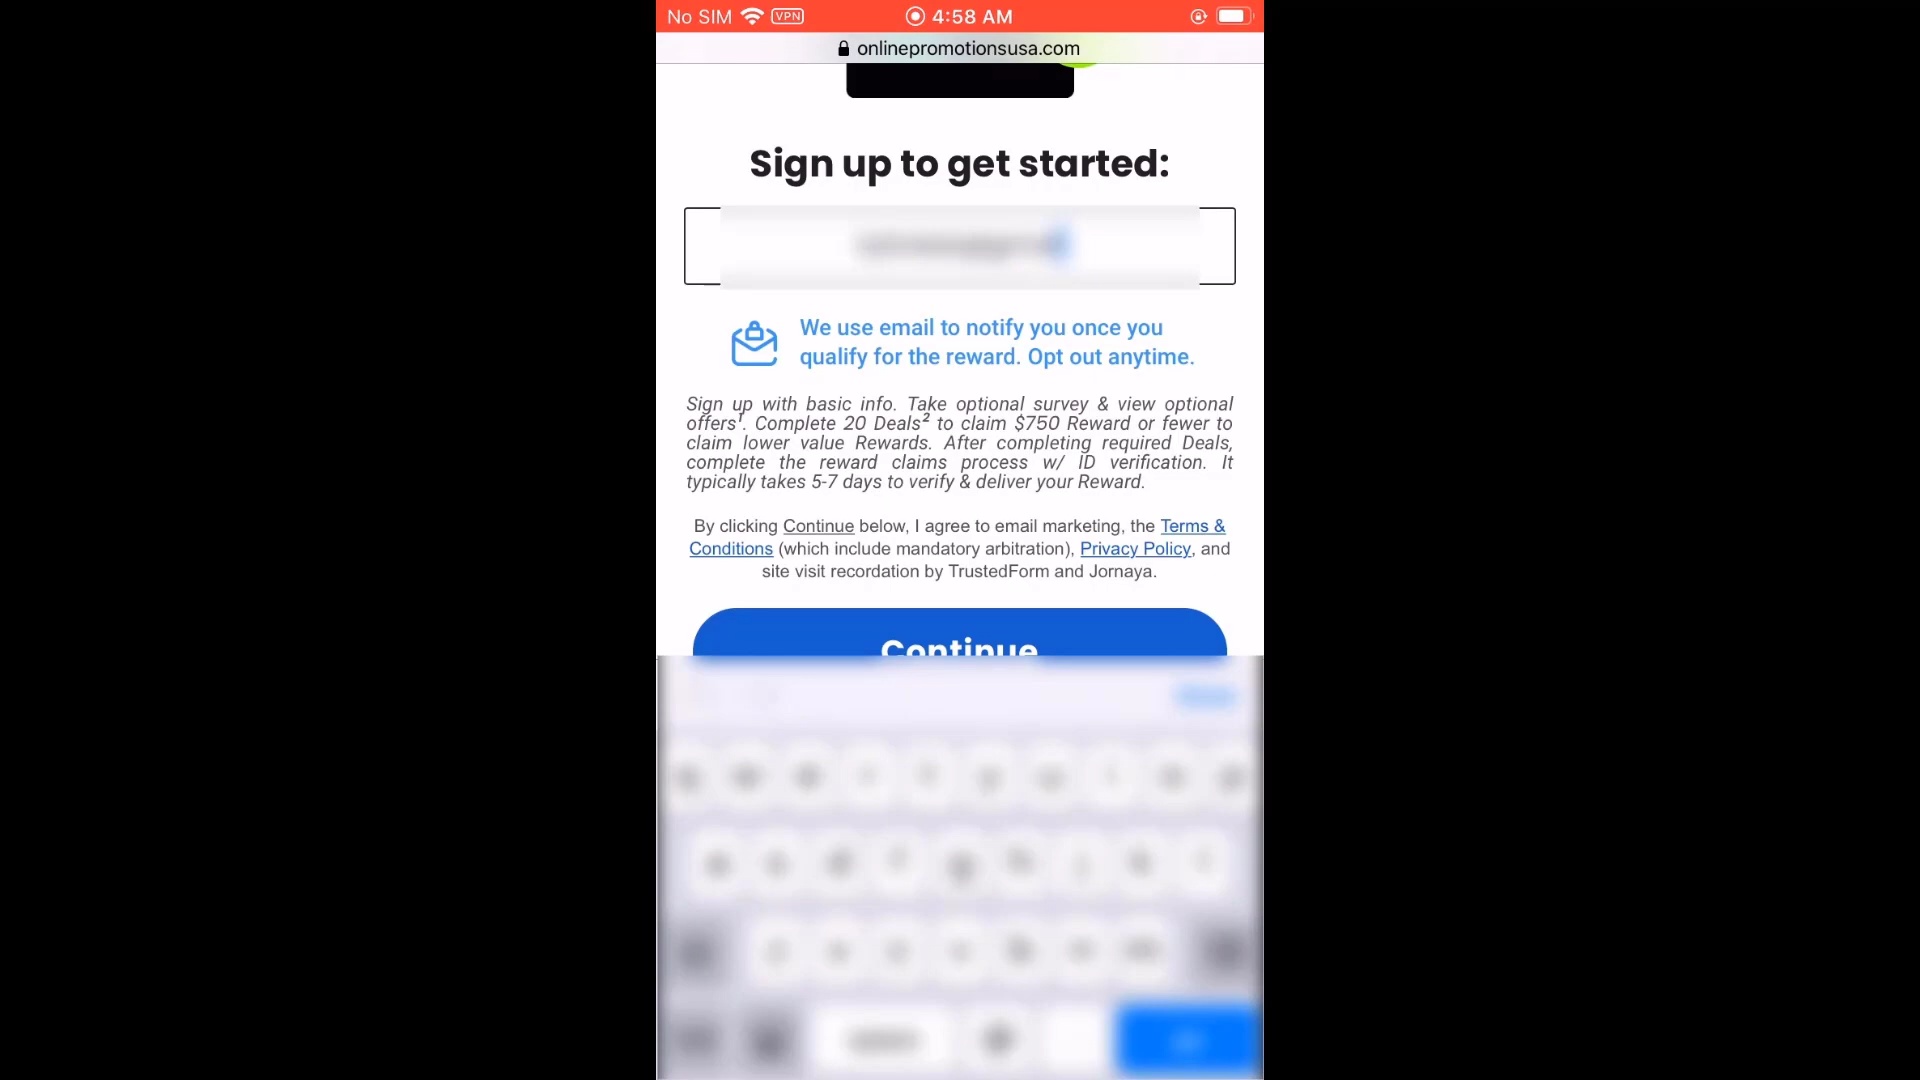 No SIM VPN 4:58 AM
onlinepromotionsusa.com
Sign up to get started:
We use email to notify you once you
qualify for the reward. Opt out anytime.
Sign up with basic info. Take optional survey & view optional
offers¹. Complete 20 Deals² to claim $750 Reward or fewer to
claim lower value Rewards. After completing required Deals,
complete the reward claims process w/ ID verification. It
typically takes 5-7 days to verify & deliver your Reward.
By clicking Continue below, I agree to email marketing, the Terms &
Conditions (which include mandatory arbitration), Privacy Policy, and
site visit recordation by TrustedForm and Jornaya.
Continue